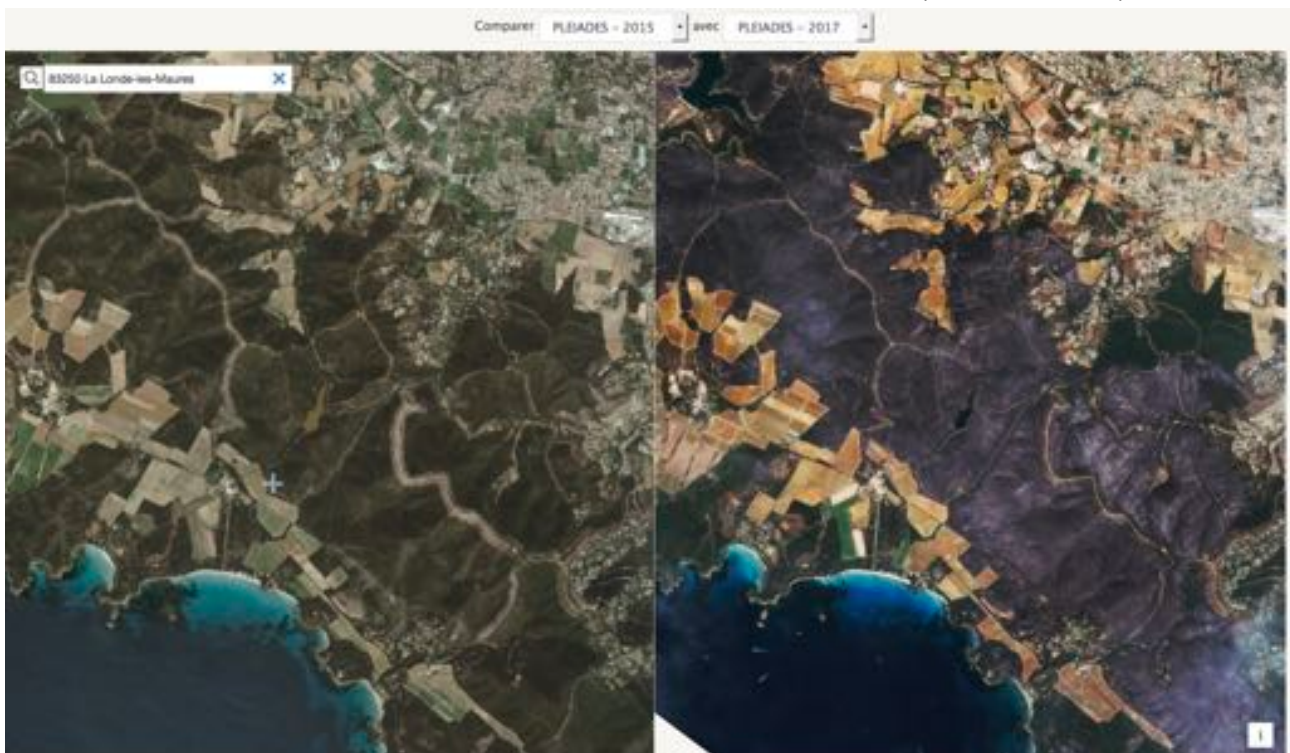 Comparer PLEIADES - 2015 avec PLEIADES - 2017
83250 La Londe-les-Maures
i